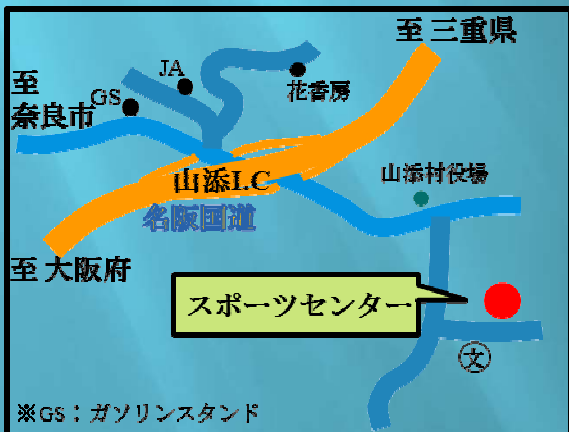 至 三重県
至
奈良市
JA
GS
花香房
山添I.C
山添村役場
名阪国道
至 大阪府
スポーツセンター
文
※GS：ガソリンスタンド